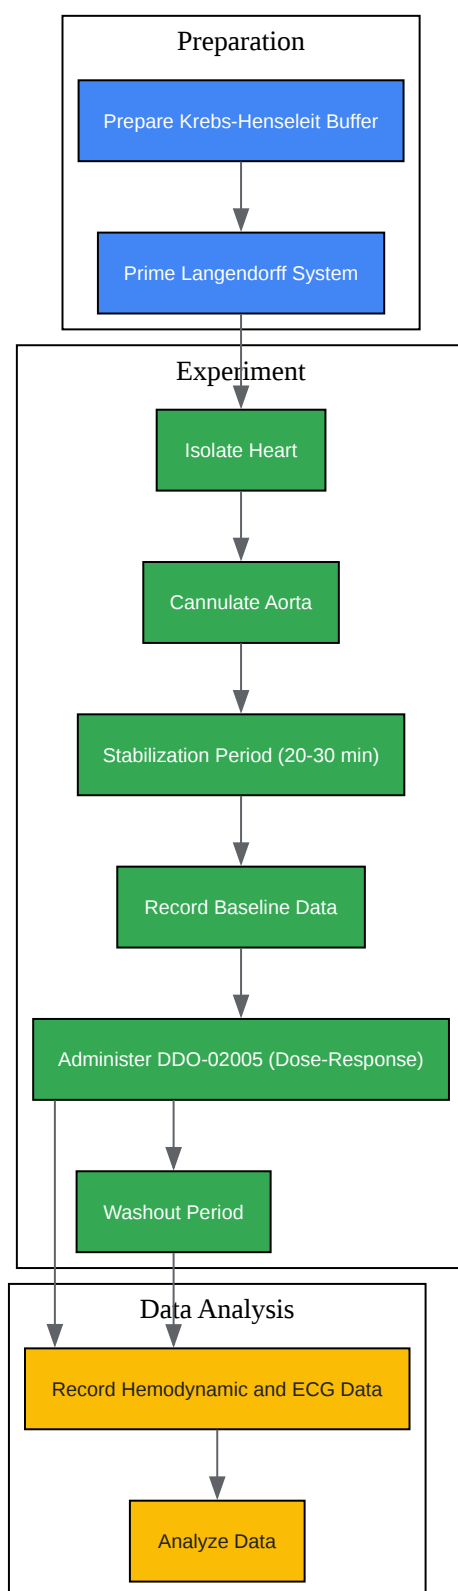 Preparation
Prepare Krebs-Henseleit Buffer
Prime Langendorff System
Experiment
Isolate Heart
Cannulate Aorta
Stabilization Period (20-30 min)
Record Baseline Data
Administer DDO-02005 (Dose-Response)
Washout Period
Data Analysis
Record Hemodynamic and ECG Data
Analyze Data